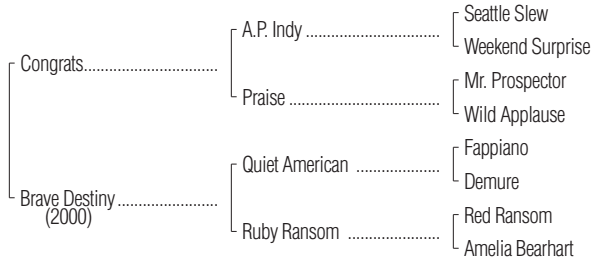 Seattle Slew
A.P. Indy ..............................
Weekend Surprise
Congrats..............................
Mr. Prospector
Praise ..................................
Wild Applause
Fappiano
Quiet American ...................
Demure
Brave Destiny ......................
(2000)
Red Ransom
Ruby Ransom .....................
Amelia Bearhart